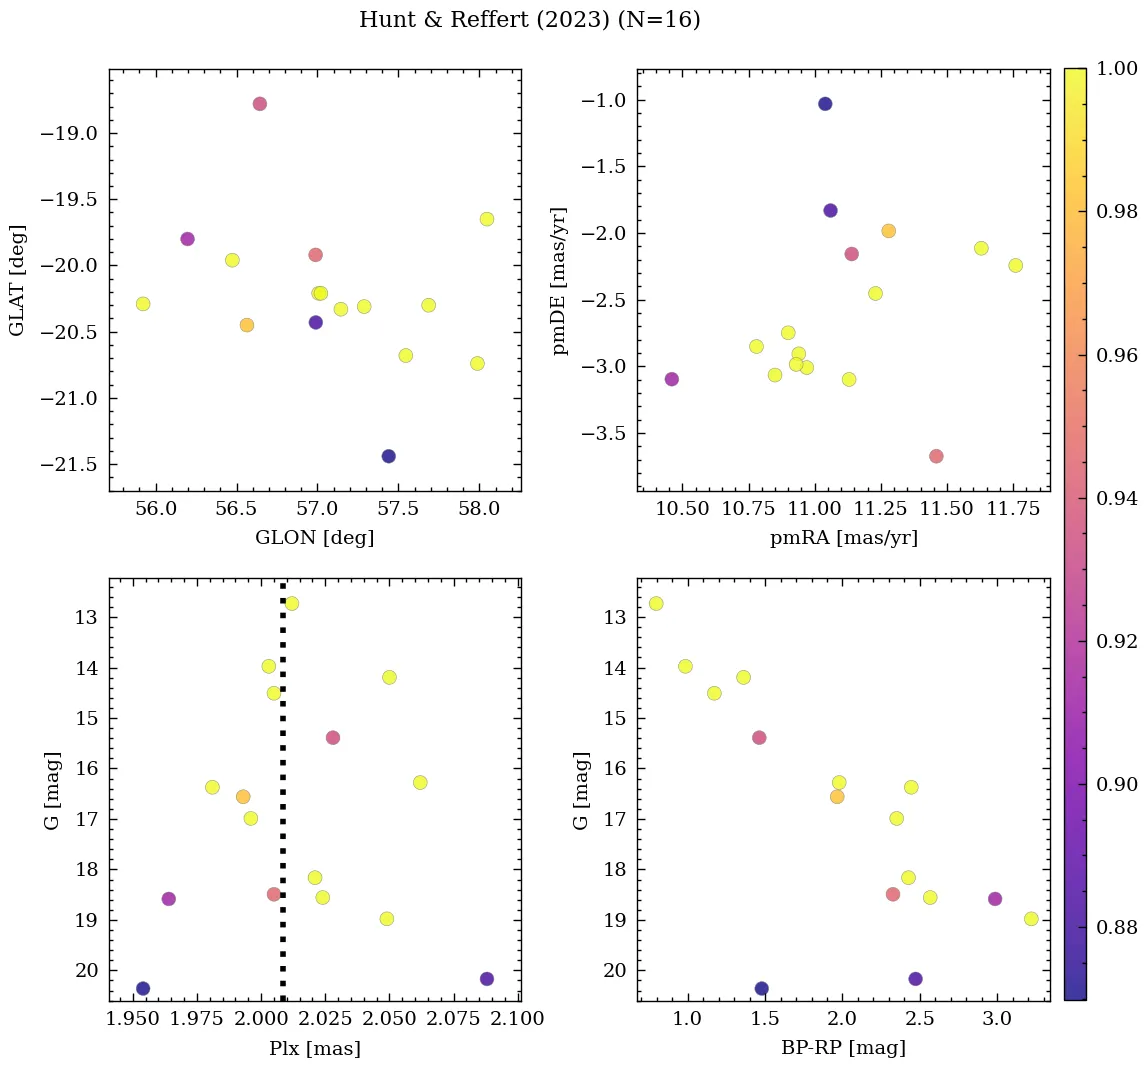 Hunt & Reffert (2023) (N=16)
−19.0
−19.5
−20.0
−20.5
−21.0
−21.5
GLAT [deg]
56.0 56.5 57.0 57.5 58.0
GLON [deg]
−1.0
−1.5
−2.0
−2.5
−3.0
−3.5
pmDE [mas/yr]
10.50 10.75 11.00 11.25 11.50 11.75
pmRA [mas/yr]
1.00
0.98
0.96
0.94
0.92
0.90
0.88
13
14
15
16
17
18
19
20
G [mag]
1.950 1.975 2.000 2.025 2.050 2.075 2.100
Plx [mas]
13
14
15
16
17
18
19
20
G [mag]
1.0 1.5 2.0 2.5 3.0
BP-RP [mag]